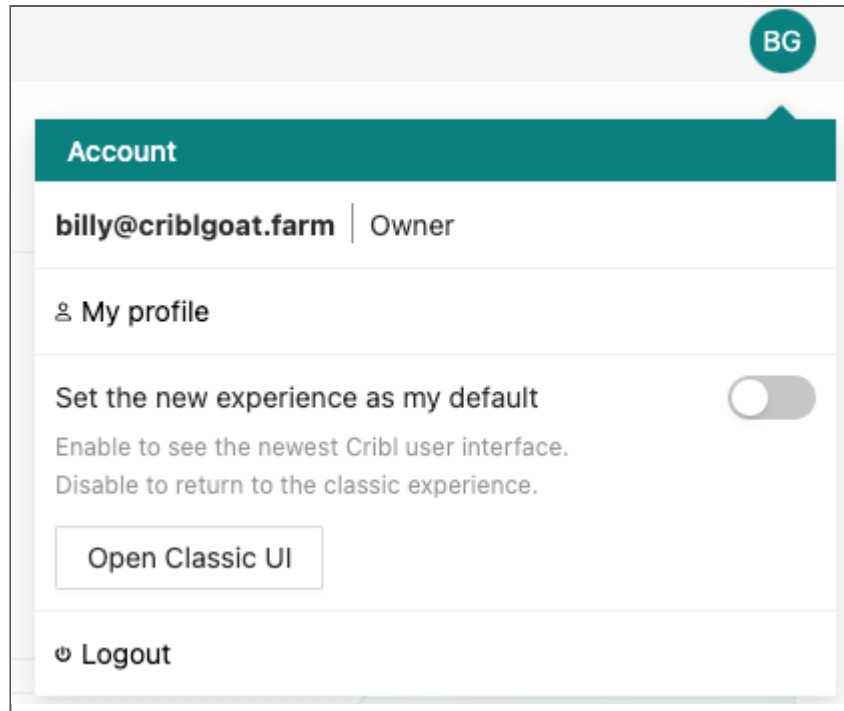 BG
Account
billy@criblgoat.farm | Owner
My profile
Set the new experience as my default
Enable to see the newest Cribl user interface.
Disable to return to the classic experience.
Open Classic UI
Logout